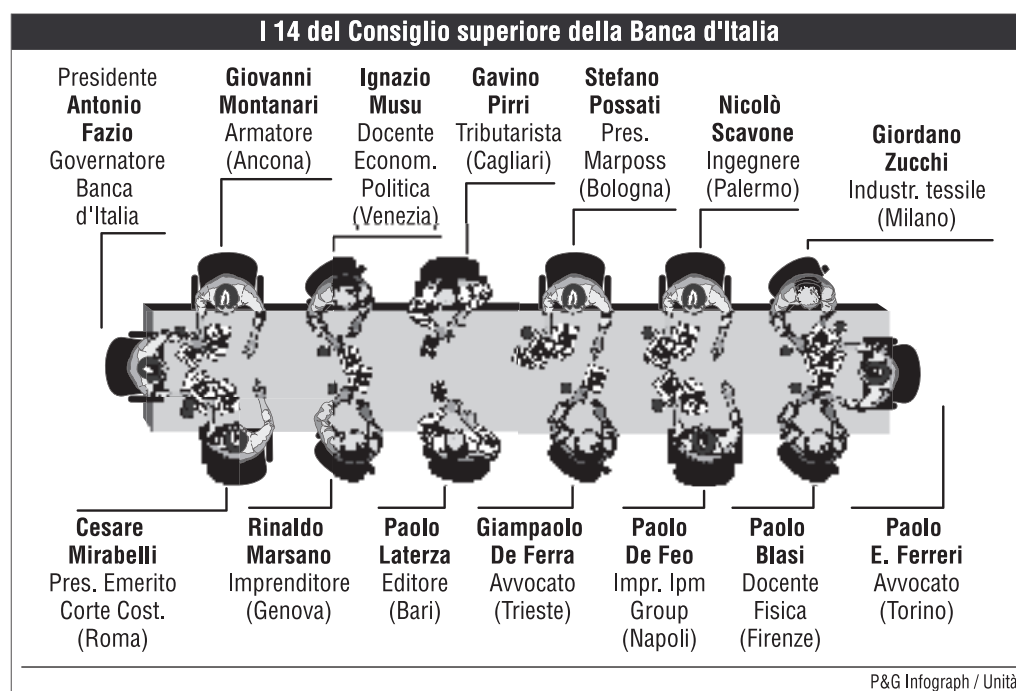 I 14 del Consiglio superiore della Banca d'Italia
Presidente
Antonio
Fazio
Governatore
Banca
d'Italia
Giovanni
Montanari
Armatore
(Ancona)
Ignazio
Musu
Docente
Econom.
Politica
(Venezia)
Gavino
Pirri
Tributarista
(Cagliari)
Stefano
Possati
Pres.
Marposs
(Bologna)
Nicolò
Scavone
Ingegnere
(Palermo)
Giordano
Zucchi
Industr. tessile
(Milano)
Cesare
Mirabelli
Pres. Emerito
Corte Cost.
(Roma)
Rinaldo
Marsano
Imprenditore
(Genova)
Paolo
Laterza
Editore
(Bari)
Giampaolo
De Ferra
Avvocato
(Trieste)
Paolo
De Feo
Impr. Ipm
Group
(Napoli)
Paolo
Blasi
Docente
Fisica
(Firenze)
Paolo
E. Ferreri
Avvocato
(Torino)
P&G Infograph / Unità